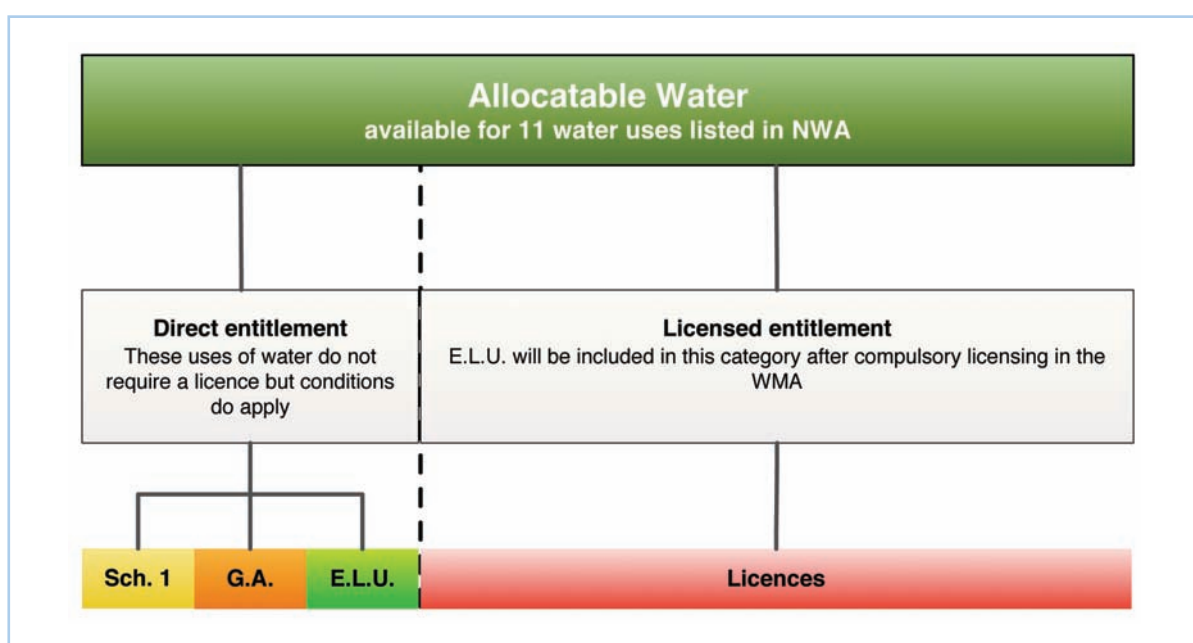 Allocatable Water
available for 11 water uses listed in NWA
Direct entitlement
These uses of water do not
require a licence but conditions
do apply
Licensed entitlement
E.L.U. will be included in this category after compulsory licensing in the
WMA
Sch. 1
G.A.
E.L.U.
Licences